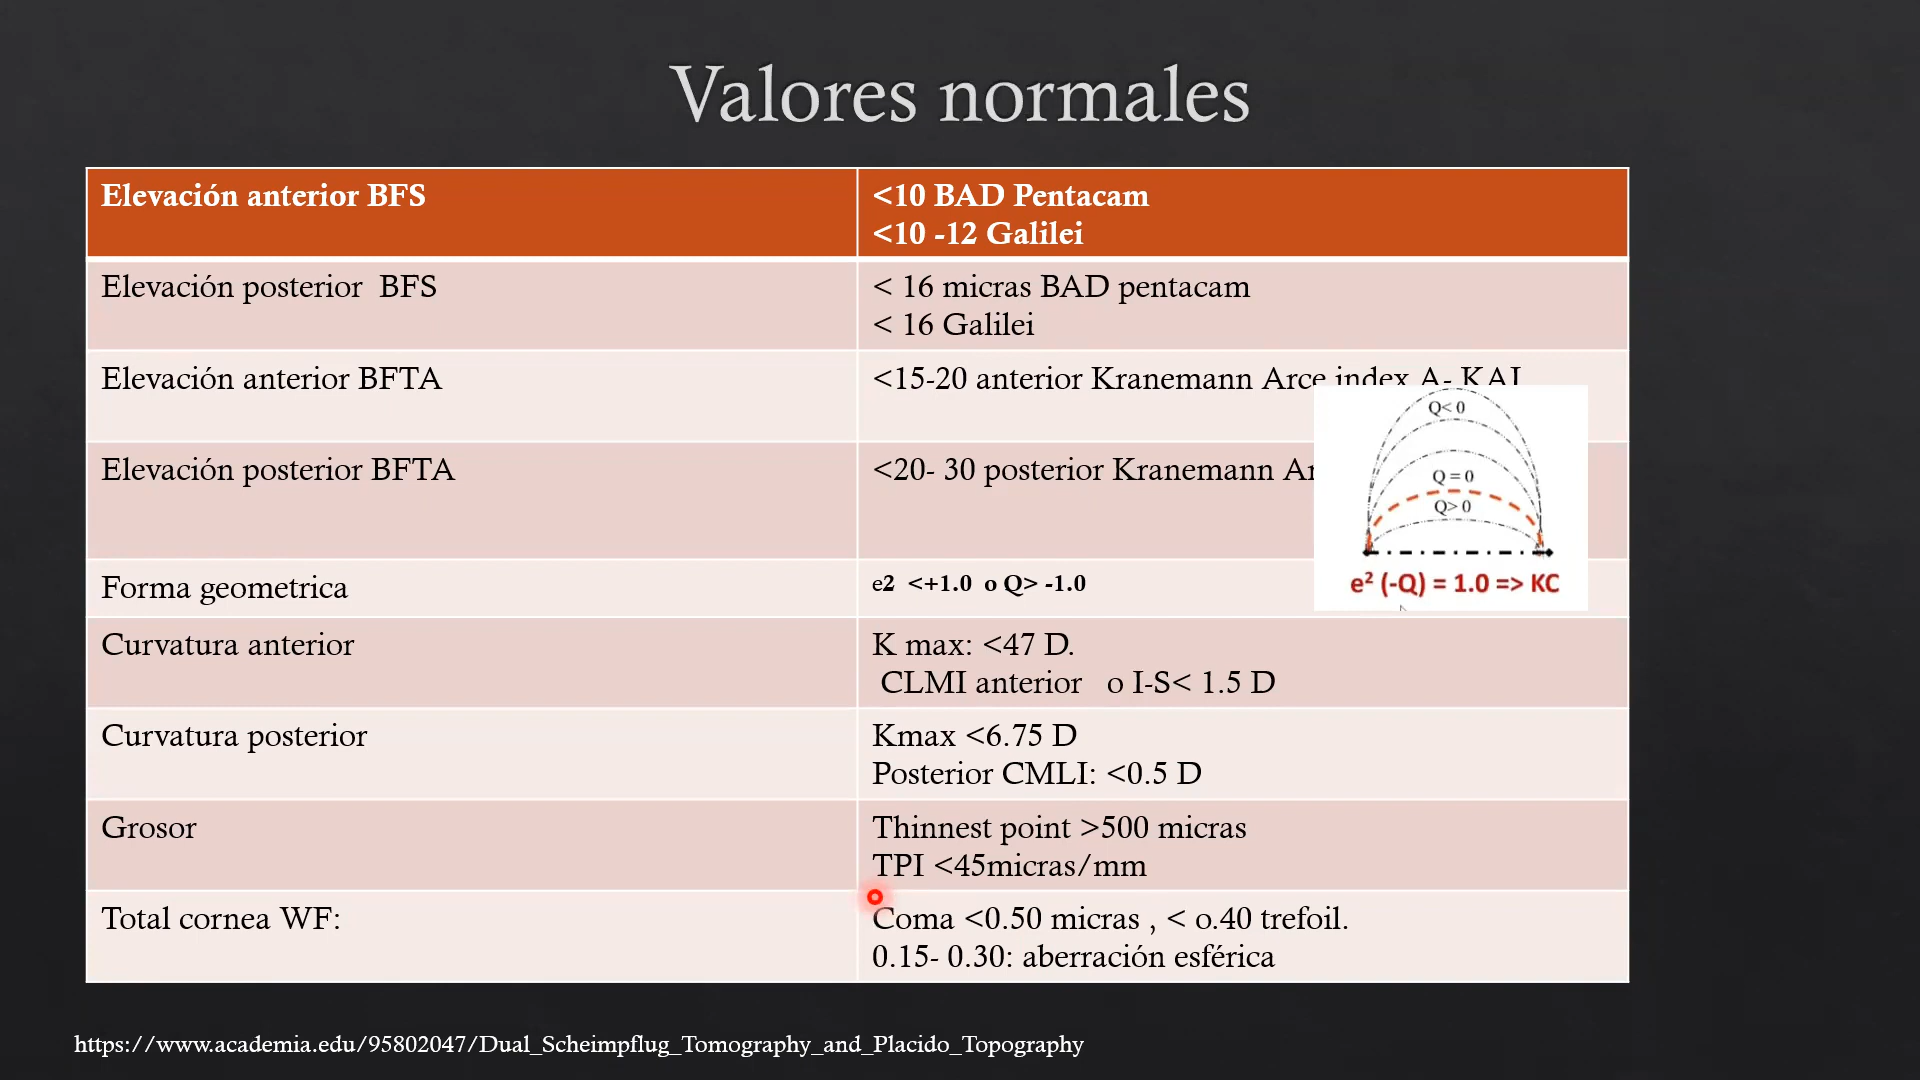 Valores normales
Elevación anterior BFS
<10 BAD Pentacam
<10 -12 Galilei
Elevación posterior BFS
< 16 micras BAD pentacam
< 16 Galilei
Elevación anterior BFTA
<15-20 anterior Kranemann Arce index A- KAI
Elevación posterior BFTA
<20- 30 posterior Kranemann
Q< 0
Q = 0
Q> 0
e² (-Q) = 1.0 => KC
Forma geometrica
e2 <+1.0 o Q> -1.0
Curvatura anterior
K max: <47 D.
CLMI anterior o I-S< 1.5 D
Curvatura posterior
Kmax <6.75 D
Posterior CMLI: <0.5 D
Grosor
Thinnest point >500 micras
TPI <45micras/mm
Total cornea WF:
Coma <0.50 micras , < o.40 trefoil.
0.15- 0.30: aberración esférica
https://www.academia.edu/95802047/Dual_Scheimpflug_Tomography_and_Placido_Topography